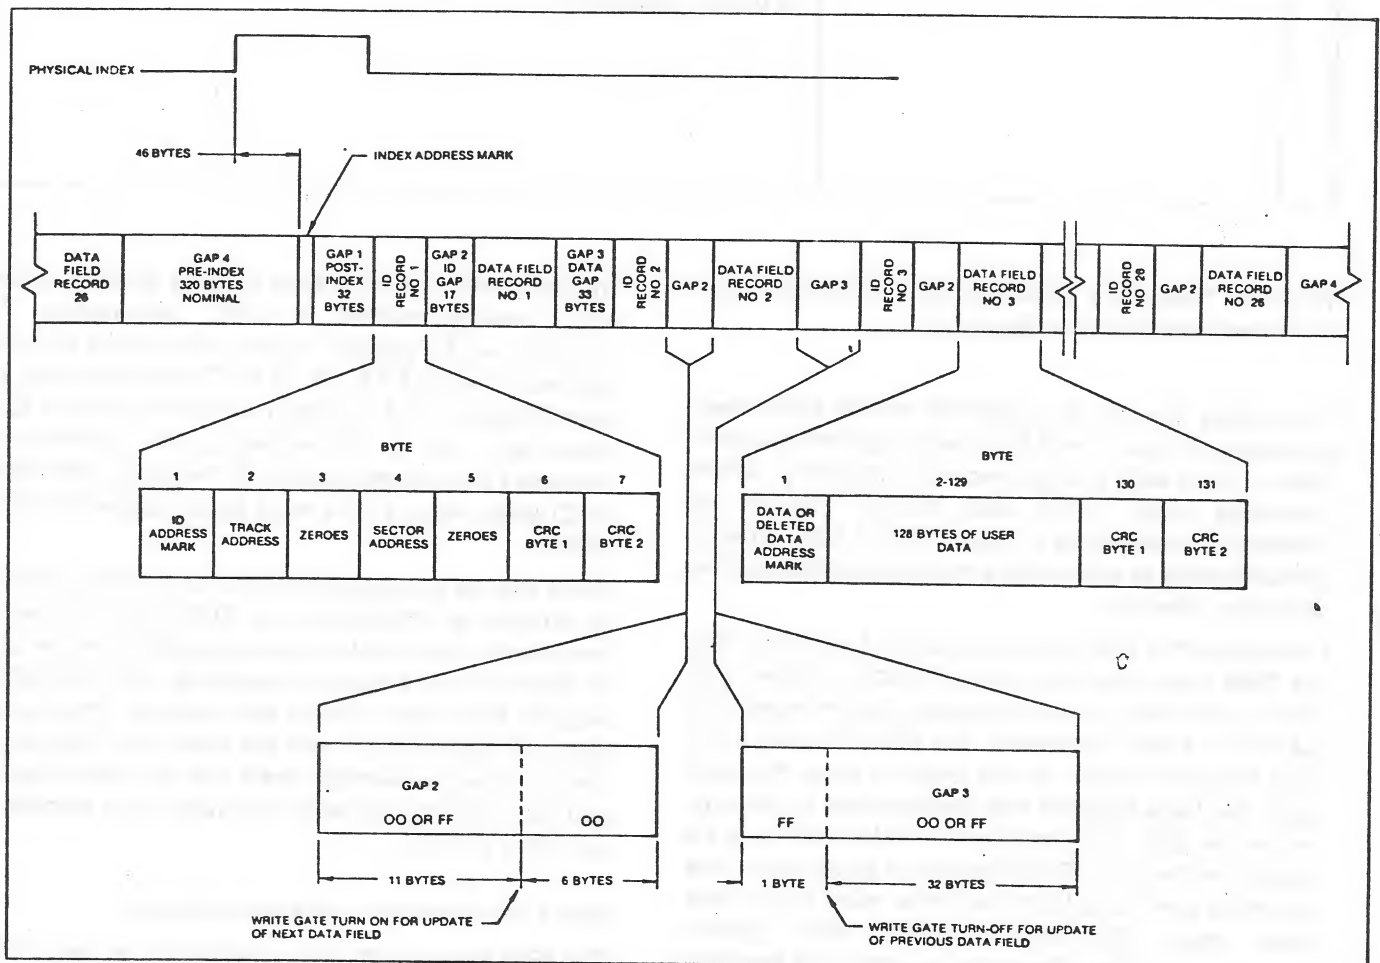 PHYSICAL INDEX
46 BYTES
INDEX ADDRESS MARK
DATA
FIELD
RECORD
26
GAP 4
PRE-INDEX
320 BYTES
NOMINAL
GAP 1
POST-
INDEX
32
BYTES
ID
RECORD
NO. 1
GAP 2
ID
GAP
17
BYTES
DATA FIELD
RECORD
NO. 1
GAP 3
DATA
GAP
33
BYTES
ID
RECORD
NO. 2
GAP 2
DATA FIELD
RECORD
NO. 2
GAP 3
ID
RECORD
NO. 3
GAP 2
DATA FIELD
RECORD
NO 3
ID
RECORD
NO. 26
GAP 2
DATA FIELD
RECORD
NO 26
GAP 4
BYTE
1 2 3 4 5 6 7
ID
ADDRESS
MARK
TRACK
ADDRESS
ZEROES
SECTOR
ADDRESS
ZEROES
CRC
BYTE 1
CRC
BYTE 2
BYTE
1 2-129 130 131
DATA OR
DELETED
DATA
ADDRESS
MARK
128 BYTES OF USER
DATA
CRC
BYTE 1
CRC
BYTE 2
GAP 2
OO OR FF
OO
GAP 3
FF
OO OR FF
11 BYTES
6 BYTES
1 BYTE
32 BYTES
WRITE GATE TURN ON FOR UPDATE
OF NEXT DATA FIELD
WRITE GATE TURN-OFF FOR UPDATE
OF PREVIOUS DATA FIELD